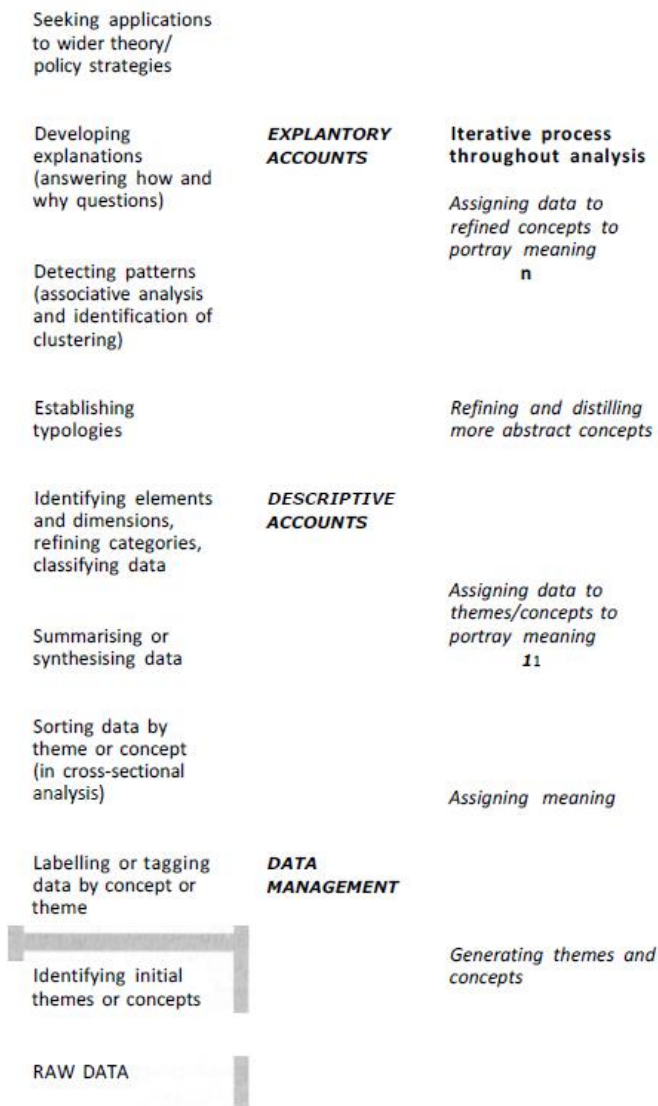 Seeking applications
to wider theory/
policy strategies
Developing
explanations
(answering how and
why questions)
EXPLANTORY
ACCOUNTS
Iterative process
throughout analysis
Assigning data to
refined concepts to
portray meaning
n
Detecting patterns
(associative analysis
and identification of
clustering)
Establishing
typologies
Refining and distilling
more abstract concepts
Identifying elements
and dimensions,
refining categories,
classifying data
DESCRIPTIVE
ACCOUNTS
Assigning data to
themes/concepts to
portray meaning
11
Summarising or
synthesising data
Sorting data by
theme or concept
(in cross-sectional
analysis)
Assigning meaning
Labelling or tagging
data by concept or
theme
DATA
MANAGEMENT
Generating themes and
concepts
Identifying initial
themes or concepts
RAW DATA